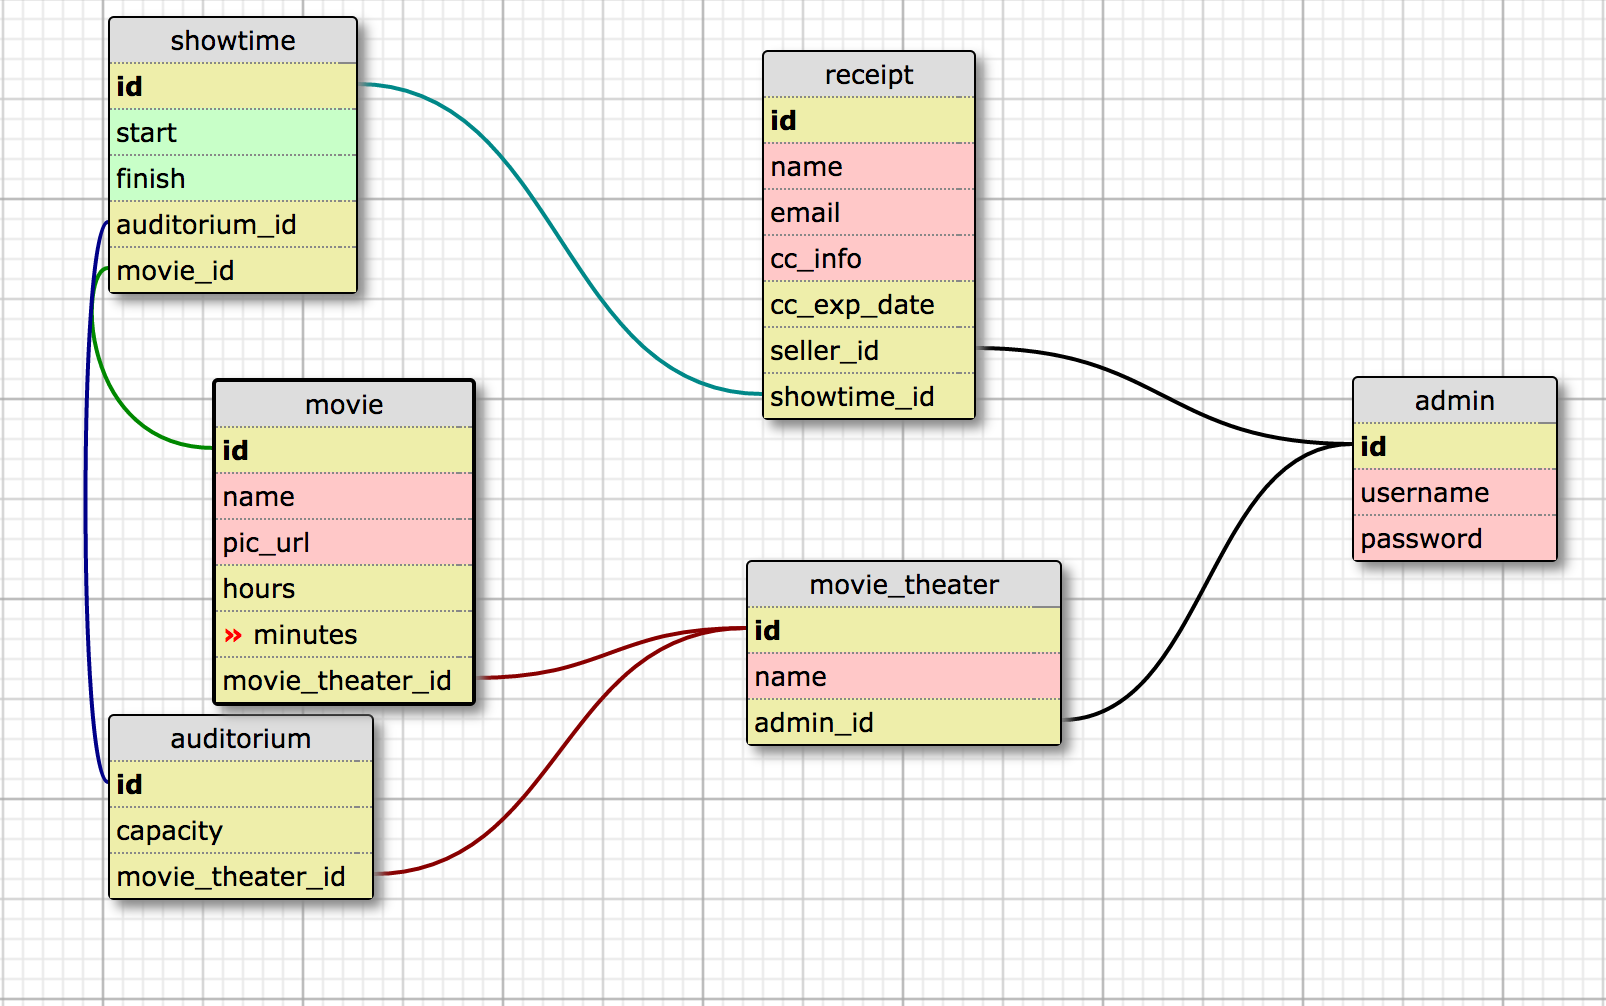 showtime
id
start
finish
auditorium_id
movie_id
receipt
id
name
email
cc_info
cc_exp_date
seller_id
showtime_id
movie
id
name
pic_url
hours
» minutes
movie_theater_id
admin
id
username
password
movie_theater
id
name
admin_id
auditorium
id
capacity
movie_theater_id